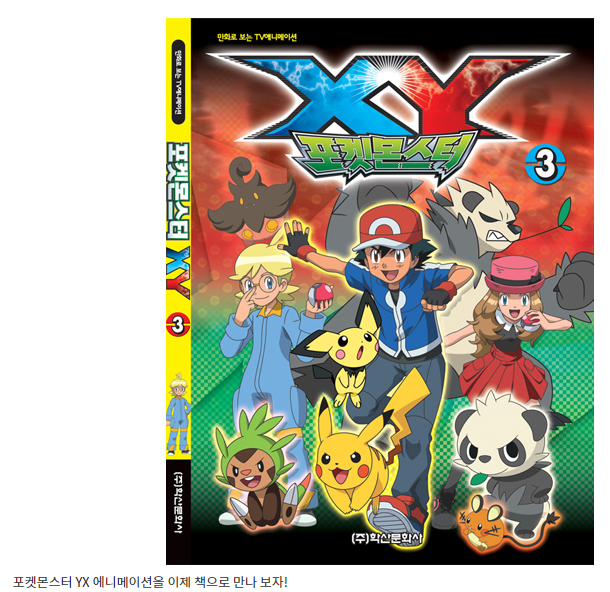 만화로 보는 TV애니메이션
XY
포켓몬스터
3
만화로 보는 TV애니메이션
포켓몬스터
XY
3
(주)학산문화사
(주)학산문화사
포켓몬스터 YX 에니메이션을 이제 책으로 만나 보자!